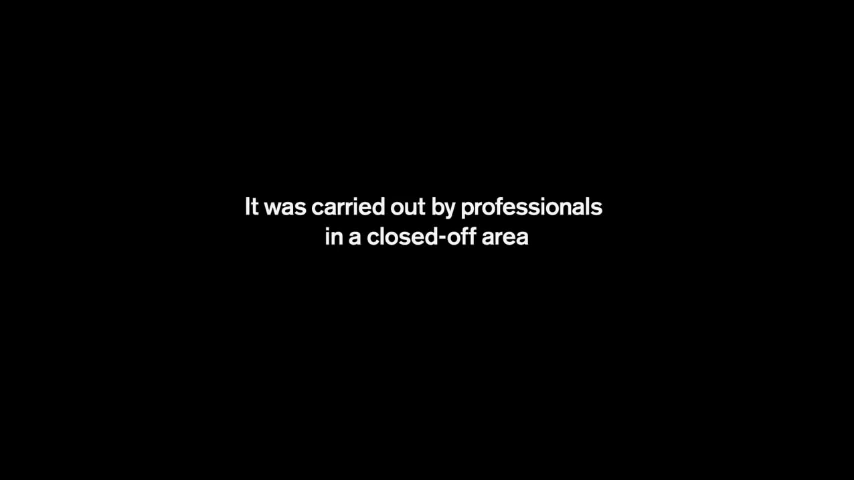 It was carried out by professionals
in a closed-off area